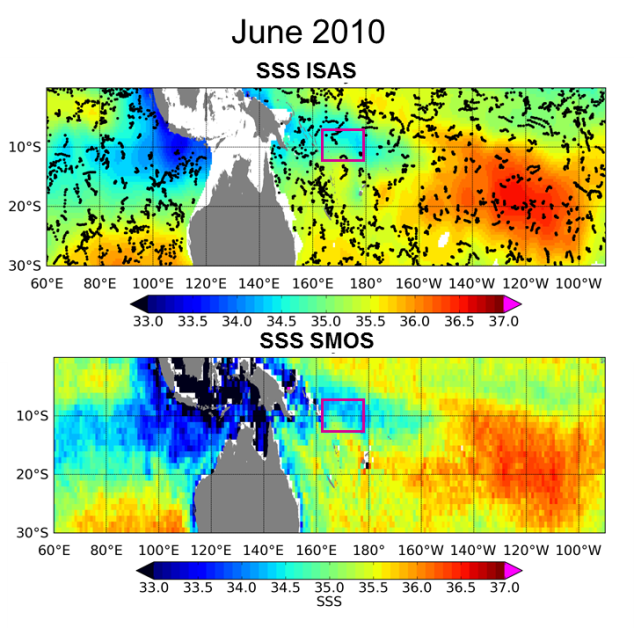 June 2010
SSS ISAS
10°S
20°S
30°S
60°E 80°E 100°E 120°E 140°E 160°E 180°E 160°W 140°W 120°W 100°W
33.0 33.5 34.0 34.5 35.0 35.5 36.0 36.5 37.0
SSS SMOS
10°S
20°S
30°S
60°E 80°E 100°E 120°E 140°E 160°E 180°E 160°W 140°W 120°W 100°W
33.0 33.5 34.0 34.5 35.0 35.5 36.0 36.5 37.0
SSS